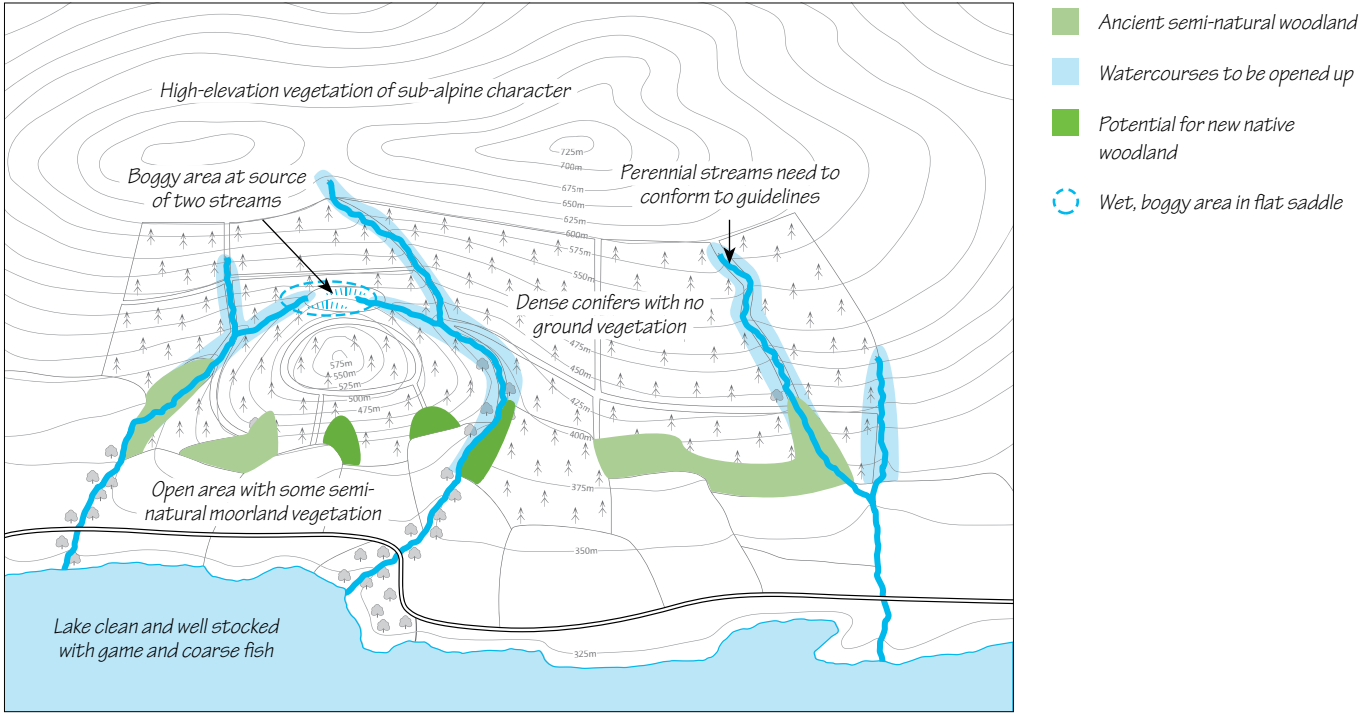 High-elevation vegetation of sub-alpine character
Boggy area at source
of two streams
725m
700m
675m
650m
625m
600m
575m
550m
Perennial streams need to
conform to guidelines
Dense conifers with no
ground vegetation
475m
450m
425m
400m
375m
350m
325m
575m
550m
525m
500m
475m
Open area with some semi-
natural moorland vegetation
Lake clean and well stocked
with game and coarse fish
Ancient semi-natural woodland
Watercourses to be opened up
Potential for new native
woodland
Wet, boggy area in flat saddle